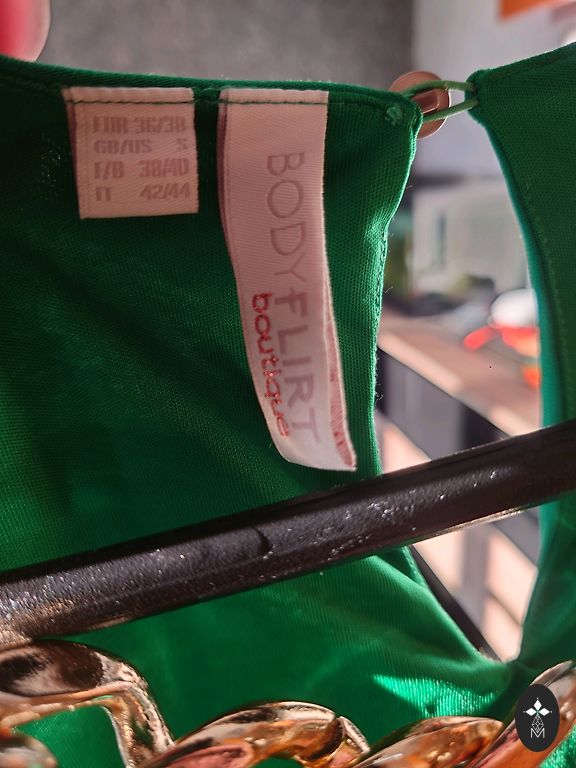 EUR 36/38
GB/US S
F/B 38/40
IT 42/44
BODYFLIRT
boutique
M